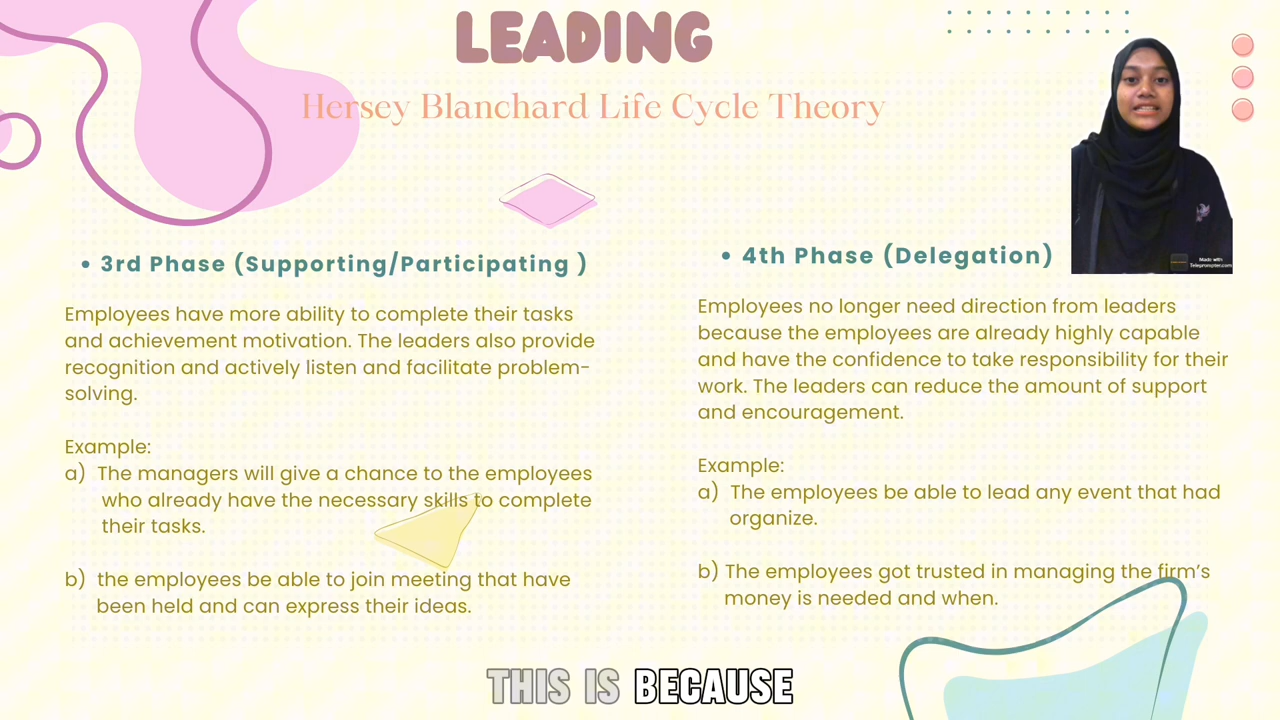 LEADING
Hersey Blanchard Life Cycle Theory
• 3rd Phase (Supporting/Participating )
Employees have more ability to complete their tasks
and achievement motivation. The leaders also provide
recognition and actively listen and facilitate problem-
solving.
Example:
a) The managers will give a chance to the employees
who already have the necessary skills to complete
their tasks.
b) the employees be able to join meeting that have
been held and can express their ideas.
• 4th Phase (Delegation)
Employees no longer need direction from leaders
because the employees are already highly capable
and have the confidence to take responsibility for their
work. The leaders can reduce the amount of support
and encouragement.
Example:
a) The employees be able to lead any event that had
organize.
b) The employees got trusted in managing the firm's
money is needed and when.
Made with
Teleprompter.com
THIS IS BECAUSE